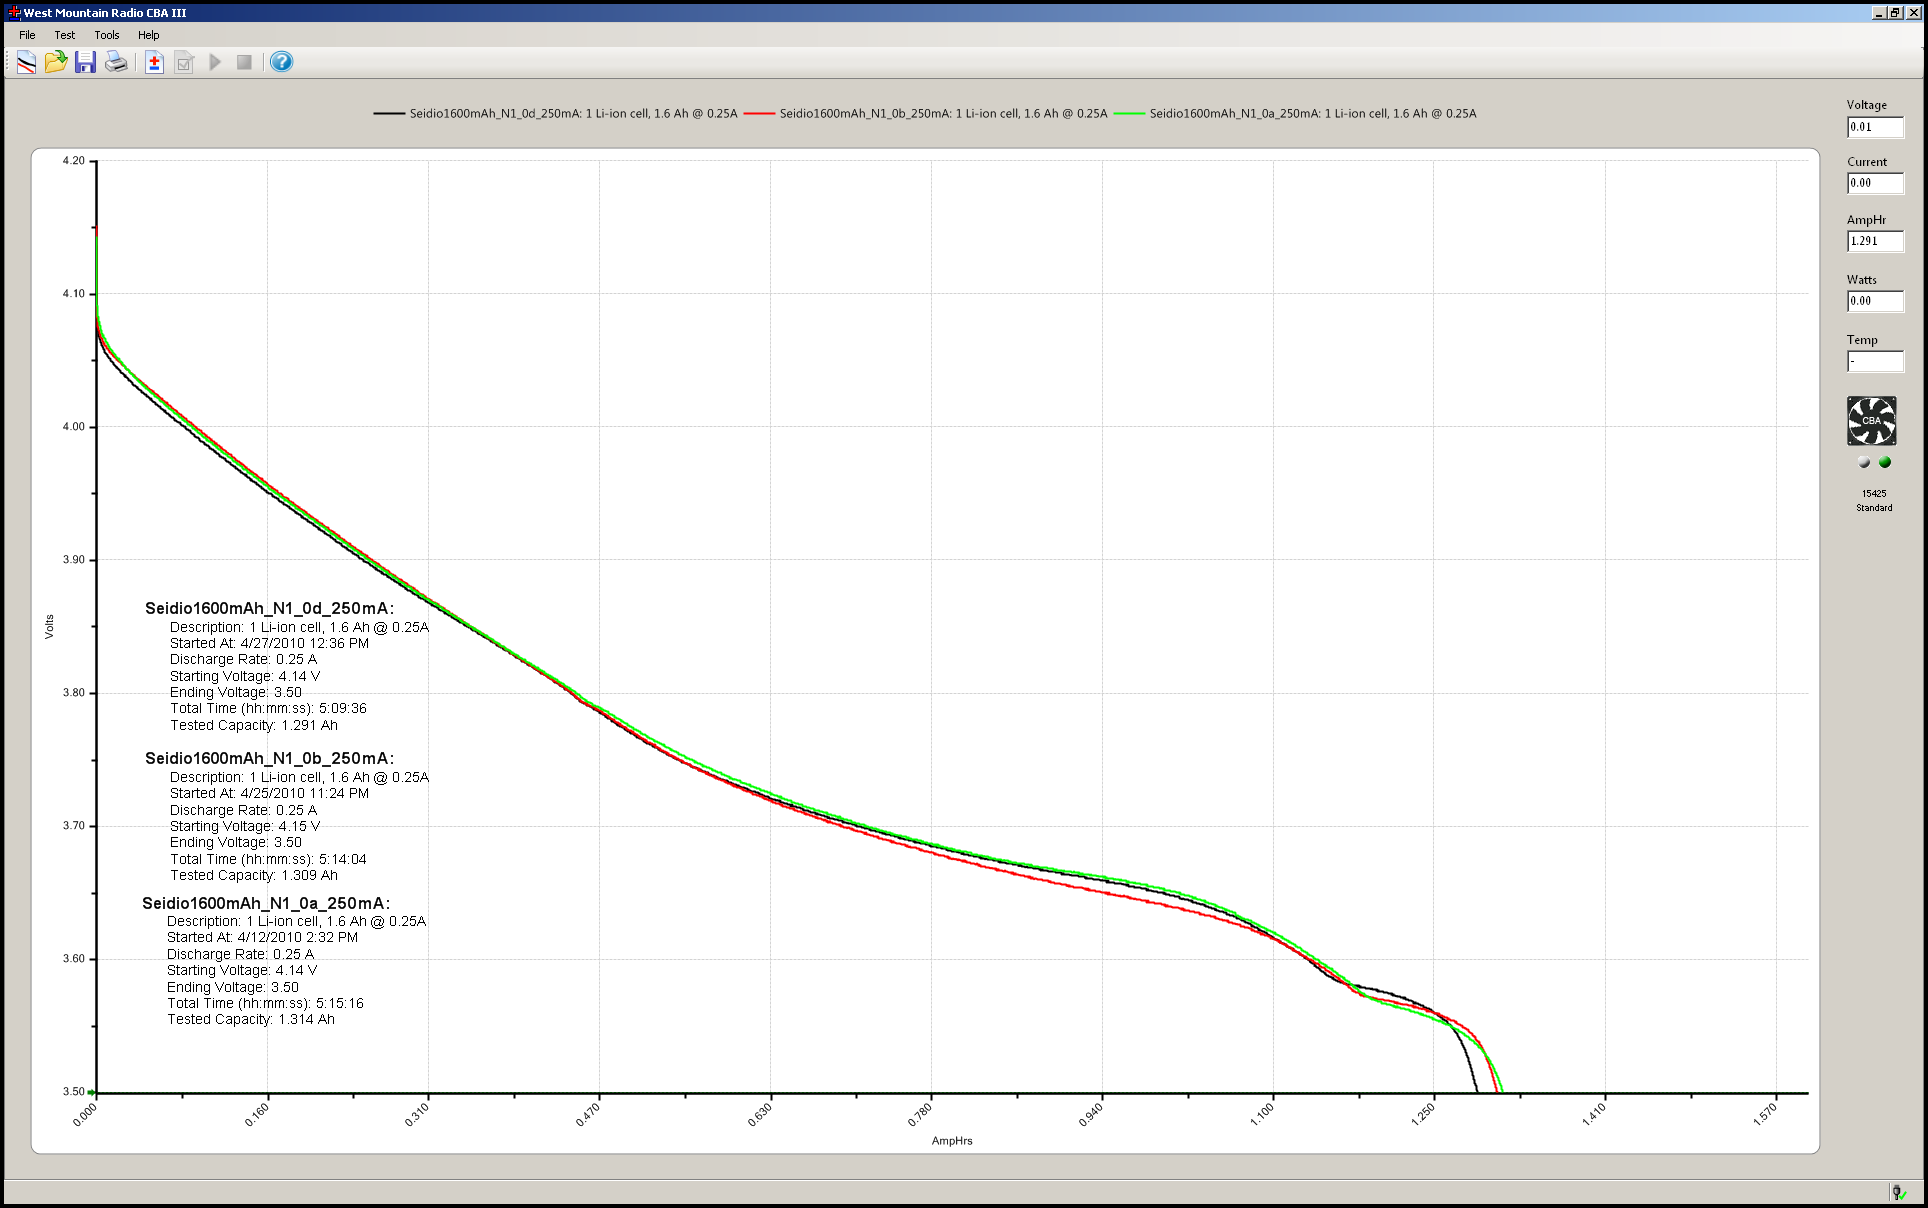 West Mountain Radio CBA III
File Test Tools Help
Seidio1600mAh_N1_0d_250mA: 1 Li-ion cell, 1.6 Ah @ 0.25A Seidio1600mAh_N1_0b_250mA: 1 Li-ion cell, 1.6 Ah @ 0.25A Seidio1600mAh_N1_0a_250mA: 1 Li-ion cell, 1.6 Ah @ 0.25A
4.20
4.10
4.00
3.90
3.80
3.70
3.60
3.50
Volts
Seidio1600mAh_N1_0d_250mA:
Description: 1 Li-ion cell, 1.6 Ah @ 0.25A
Started At: 4/27/2010 12:36 PM
Discharge Rate: 0.25 A
Starting Voltage: 4.14 V
Ending Voltage: 3.50
Total Time (hh:mm:ss): 5:09:36
Tested Capacity: 1.291 Ah
Seidio1600mAh_N1_0b_250mA:
Description: 1 Li-ion cell, 1.6 Ah @ 0.25A
Started At: 4/25/2010 11:24 PM
Discharge Rate: 0.25 A
Starting Voltage: 4.15 V
Ending Voltage: 3.50
Total Time (hh:mm:ss): 5:14:04
Tested Capacity: 1.309 Ah
Seidio1600mAh_N1_0a_250mA:
Description: 1 Li-ion cell, 1.6 Ah @ 0.25A
Started At: 4/12/2010 2:32 PM
Discharge Rate: 0.25 A
Starting Voltage: 4.14 V
Ending Voltage: 3.50
Total Time (hh:mm:ss): 5:15:16
Tested Capacity: 1.314 Ah
0.000 0.160 0.310 0.470 0.630 0.780 0.940 1.100 1.250 1.410 1.570
AmpHrs
Voltage
0.01
Current
0.00
AmpHr
1.291
Watts
0.00
Temp
-
CBA
15425
Standard